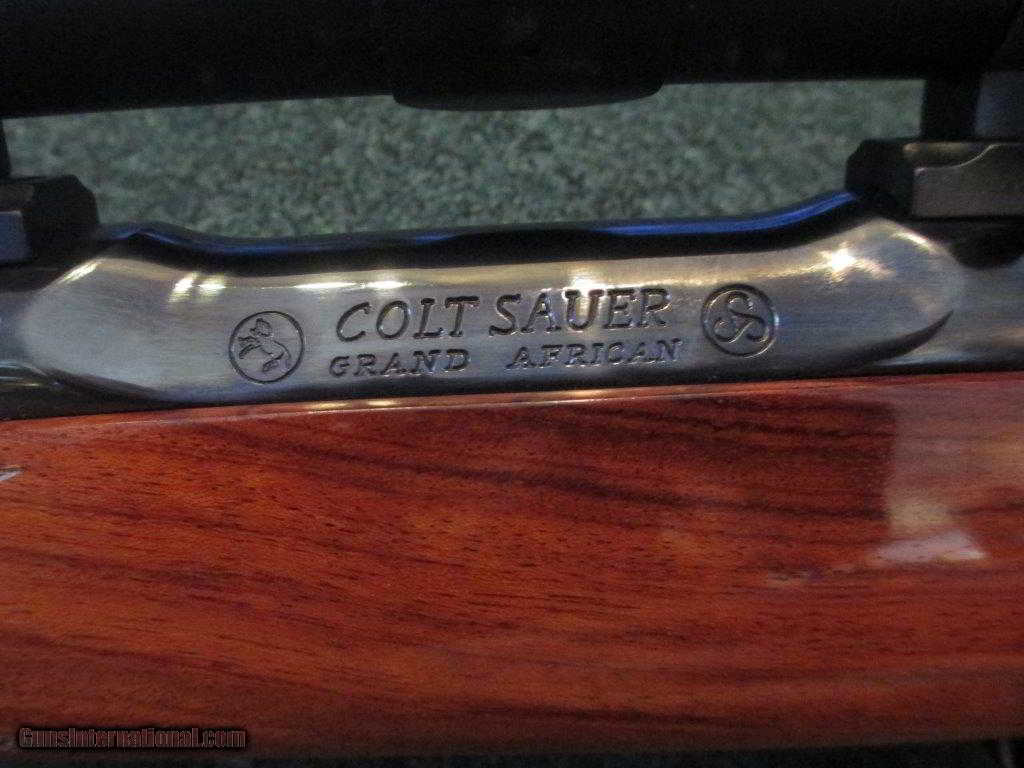 COLT SAUER
GRAND AFRICAN
GunsInternational.com